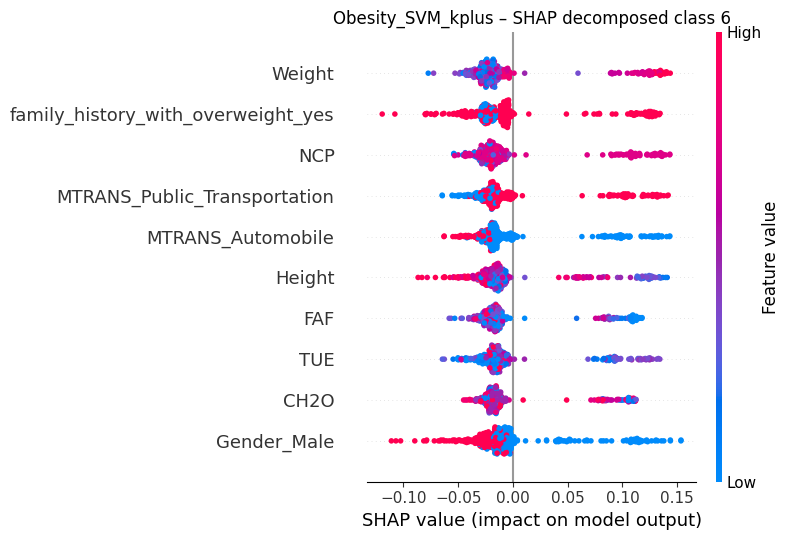 Obesity_SVM_kplus – SHAP decomposed class 6
High
Weight
family_history_with_overweight_yes
NCP
MTRANS_Public_Transportation
MTRANS_Automobile
Height
FAF
TUE
CH2O
Gender_Male
Feature value
Low
−0.10 −0.05 0.00 0.05 0.10 0.15
SHAP value (impact on model output)